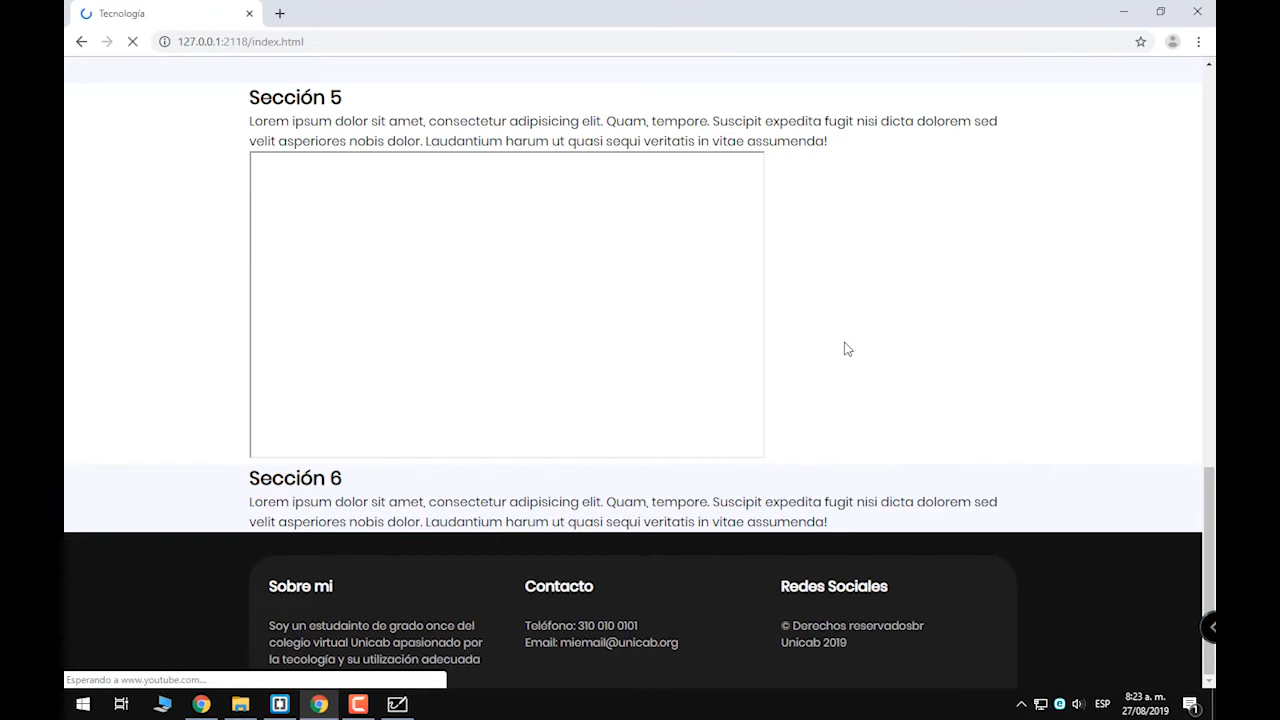 Tecnología
127.0.0.1:2118/index.html
Sección 5
Lorem ipsum dolor sit amet, consectetur adipisicing elit. Quam, tempore. Suscipit expedita fugit nisi dicta dolorem sed
velit asperiores nobis dolor. Laudantium harum ut quasi sequi veritatis in vitae assumenda!
Sección 6
Lorem ipsum dolor sit amet, consectetur adipisicing elit. Quam, tempore. Suscipit expedita fugit nisi dicta dolorem sed
velit asperiores nobis dolor. Laudantium harum ut quasi sequi veritatis in vitae assumenda!
Sobre mi
Soy un estudainte de grado once del
colegio virtual Unicab apasionado por
la tecología y su utilización adecuada
Contacto
Teléfono: 310 010 0101
Email: miemail@unicab.org
Redes Sociales
© Derechos reservadosbr
Unicab 2019
Esperando a www.youtube.com...
ESP
8:23 a. m.
27/08/2019
1